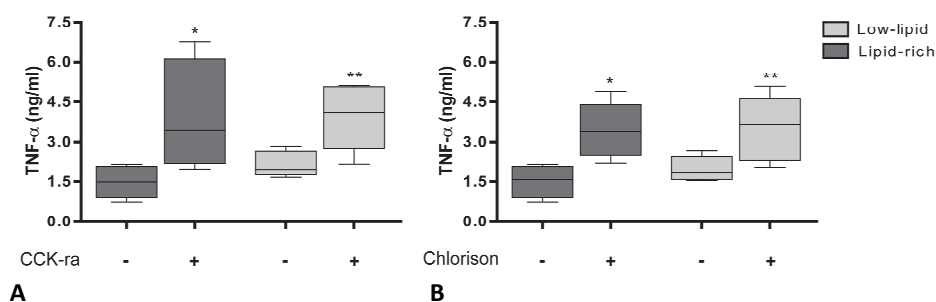 7.5
6.0
4.5
3.0
1.5
0.0
TNF-α (ng/ml)
*
**
CCK-ra - + - +
A
7.5
6.0
4.5
3.0
1.5
0.0
TNF-α (ng/ml)
*
**
Chlorison - + - +
B
Low-lipid
Lipid-rich